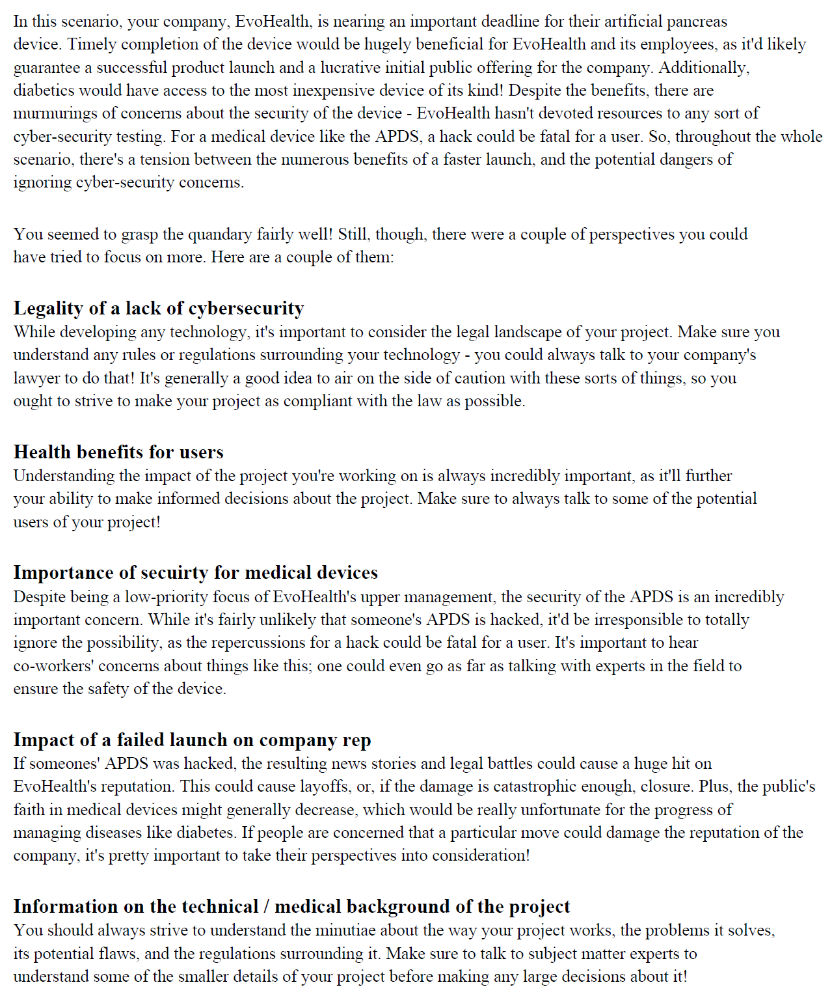 In this scenario, your company, EvoHealth, is nearing an important deadline for their artificial pancreas
device. Timely completion of the device would be hugely beneficial for EvoHealth and its employees, as it'd likely
guarantee a successful product launch and a lucrative initial public offering for the company. Additionally,
diabetics would have access to the most inexpensive device of its kind! Despite the benefits, there are
murmurings of concerns about the security of the device - EvoHealth hasn't devoted resources to any sort of
cyber-security testing. For a medical device like the APDS, a hack could be fatal for a user. So, throughout the whole
scenario, there's a tension between the numerous benefits of a faster launch, and the potential dangers of
ignoring cyber-security concerns.
You seemed to grasp the quandary fairly well! Still, though, there were a couple of perspectives you could
have tried to focus on more. Here are a couple of them:
Legality of a lack of cybersecurity
While developing any technology, it's important to consider the legal landscape of your project. Make sure you
understand any rules or regulations surrounding your technology - you could always talk to your company's
lawyer to do that! It's generally a good idea to air on the side of caution with these sorts of things, so you
ought to strive to make your project as compliant with the law as possible.
Health benefits for users
Understanding the impact of the project you're working on is always incredibly important, as it'll further
your ability to make informed decisions about the project. Make sure to always talk to some of the potential
users of your project!
Importance of secuirty for medical devices
Despite being a low-priority focus of EvoHealth's upper management, the security of the APDS is an incredibly
important concern. While it's fairly unlikely that someone's APDS is hacked, it'd be irresponsible to totally
ignore the possibility, as the repercussions for a hack could be fatal for a user. It's important to hear
co-workers' concerns about things like this; one could even go as far as talking with experts in the field to
ensure the safety of the device.
Impact of a failed launch on company rep
If someones' APDS was hacked, the resulting news stories and legal battles could cause a huge hit on
EvoHealth's reputation. This could cause layoffs, or, if the damage is catastrophic enough, closure. Plus, the public's
faith in medical devices might generally decrease, which would be really unfortunate for the progress of
managing diseases like diabetes. If people are concerned that a particular move could damage the reputation of the
company, it's pretty important to take their perspectives into consideration!
Information on the technical / medical background of the project
You should always strive to understand the minutiae about the way your project works, the problems it solves,
its potential flaws, and the regulations surrounding it. Make sure to talk to subject matter experts to
understand some of the smaller details of your project before making any large decisions about it!